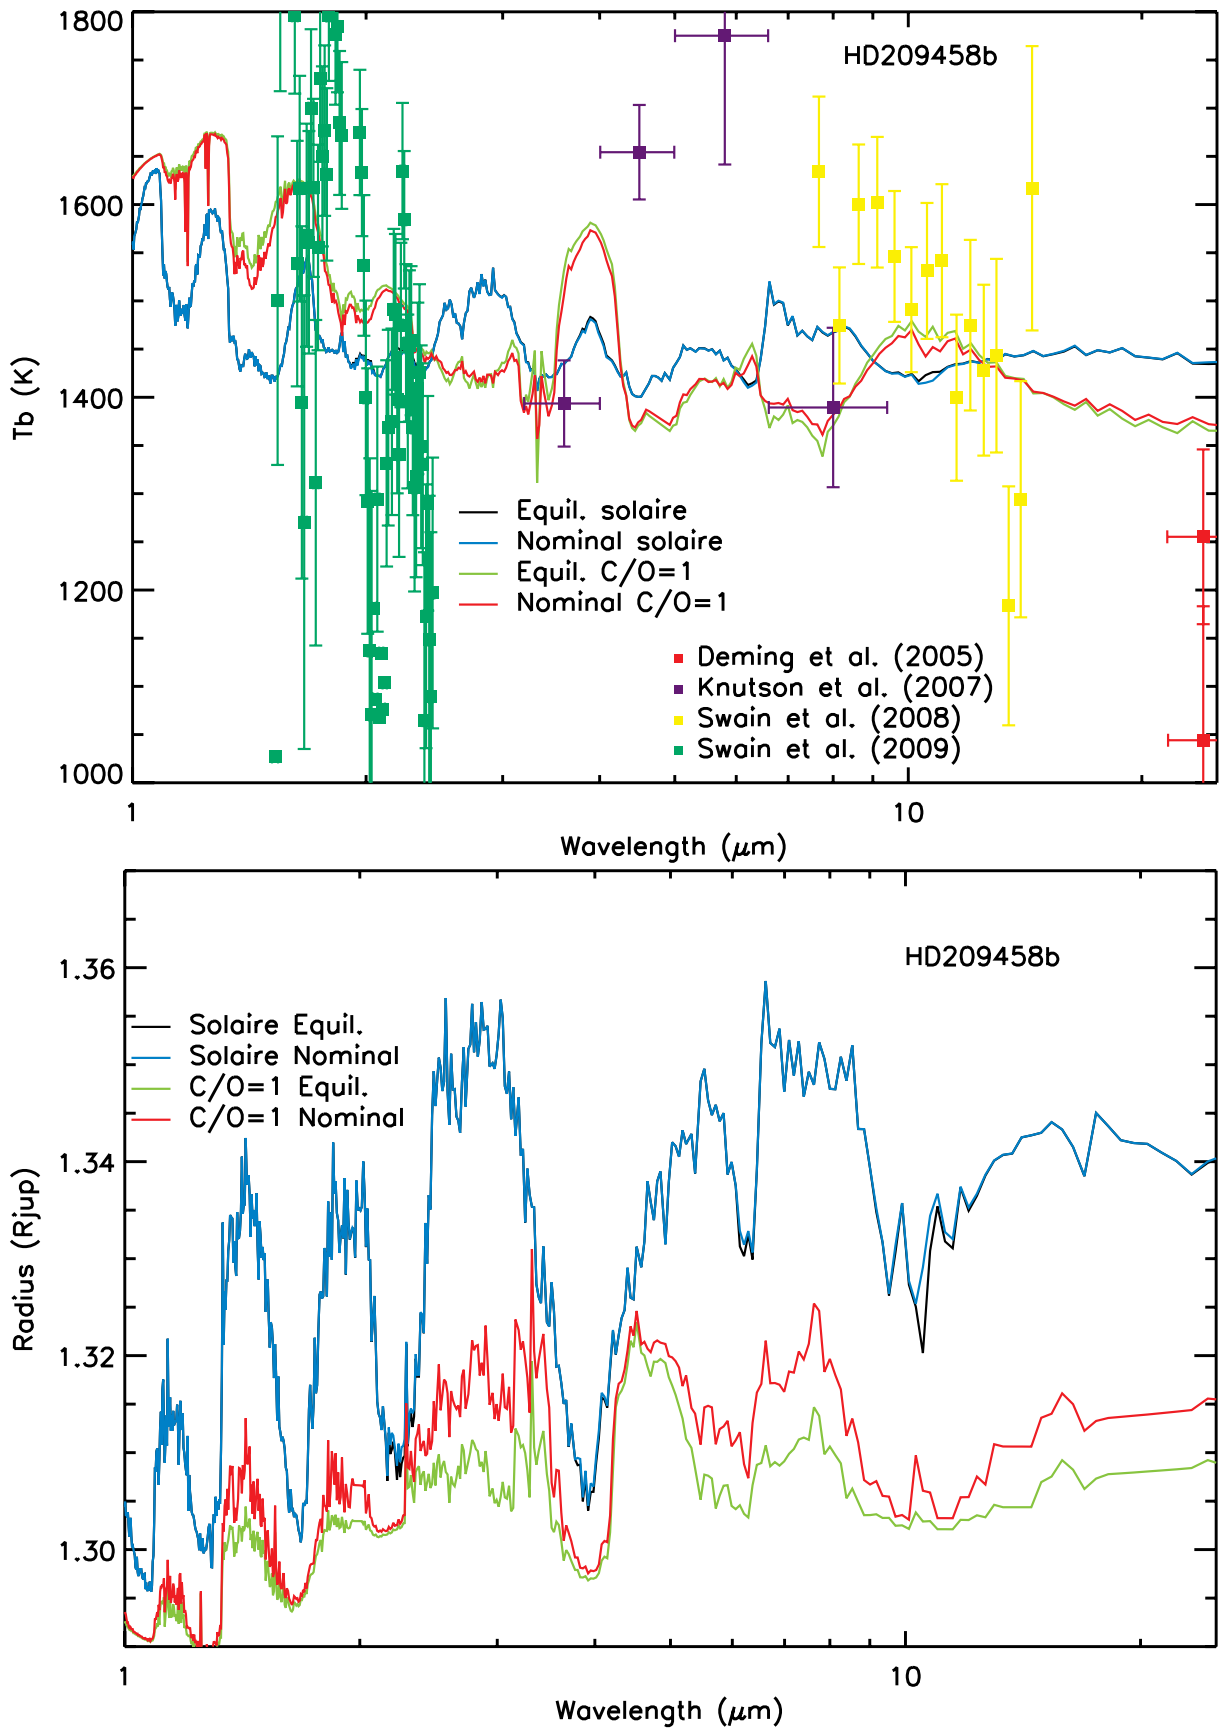 1800
HD209458b
1600
Tb (K)
1400
Equil. solaire
Nominal solaire
Equil. C/O=1
Nominal C/O=1
1200
Deming et al. (2005)
Knutson et al. (2007)
Swain et al. (2008)
Swain et al. (2009)
1000
1 10
Wavelength (μm)
1.36
HD209458b
Solaire Equil.
Solaire Nominal
C/O=1 Equil.
C/O=1 Nominal
1.34
Radius (Rjup)
1.32
1.30
1 10
Wavelength (μm)